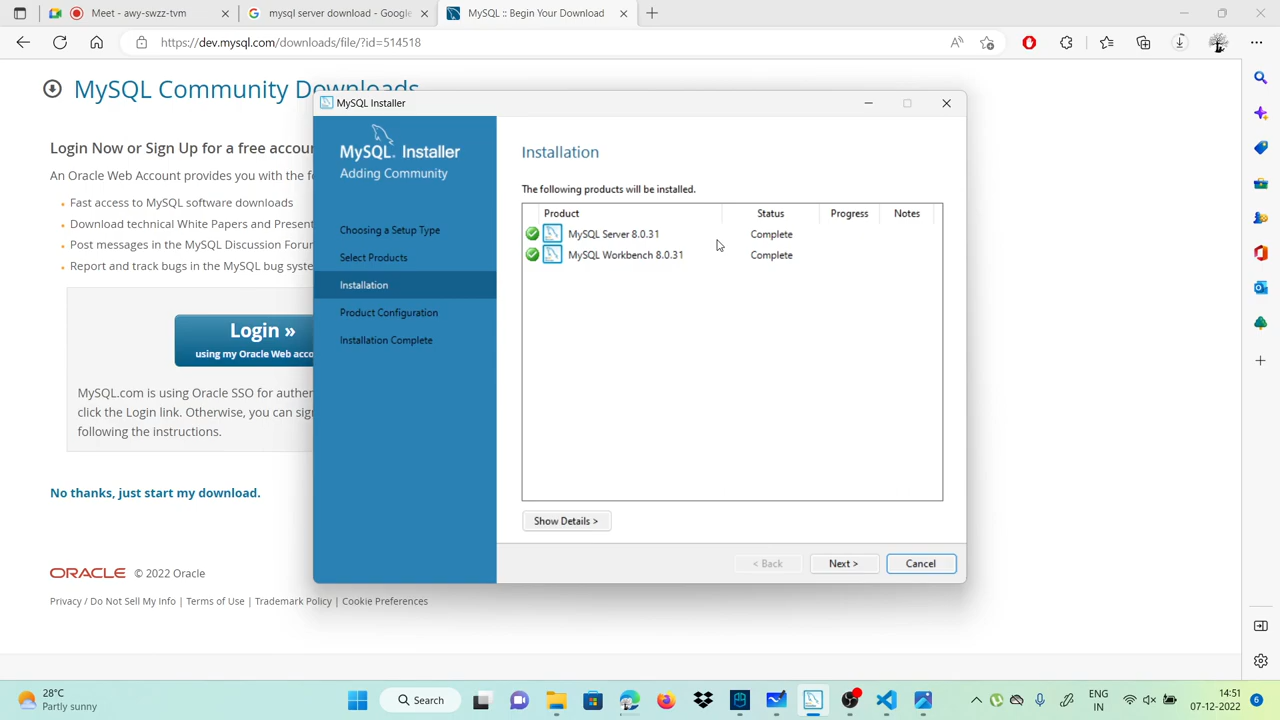 Meet - awy-szz-tvm
mysql server download - Google
MySQL :: Begin Your Download
https://dev.mysql.com/downloads/file/?id=514518
MySQL Community Downloads
Login Now or Sign Up for a free accou
An Oracle Web Account provides you with the fo
Fast access to MySQL software downloads
Download technical White Papers and Present
Post messages in the MySQL Discussion Forum
Report and track bugs in the MySQL bug syste
Login »
using my Oracle Web acco
MySQL.com is using Oracle SSO for authen
click the Login link. Otherwise, you can sig
following the instructions.
No thanks, just start my download.
ORACLE © 2022 Oracle
Privacy / Do Not Sell My Info | Terms of Use | Trademark Policy | Cookie Preferences
MySQL Installer
MySQL. Installer
Adding Community
Choosing a Setup Type
Select Products
Installation
Product Configuration
Installation Complete
Installation
The following products will be installed.
Product Status Progress Notes
MySQL Server 8.0.31 Complete
MySQL Workbench 8.0.31 Complete
Show Details >
< Back Next > Cancel
28°C
Partly sunny
Search
ENG
IN
14:51
07-12-2022
6